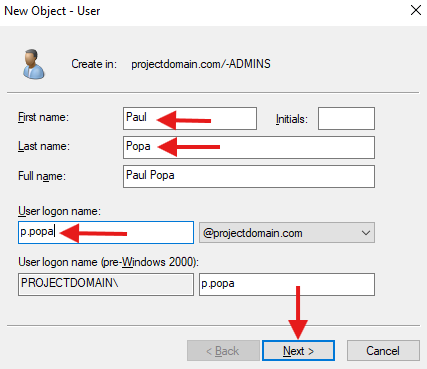 New Object - User
Create in: projectdomain.com/-ADMINS
First name: Paul Initials:
Last name: Popa
Full name: Paul Popa
User logon name:
p.popa @projectdomain.com
User logon name (pre-Windows 2000):
PROJECTDOMAIN\ p.popa
< Back Next > Cancel